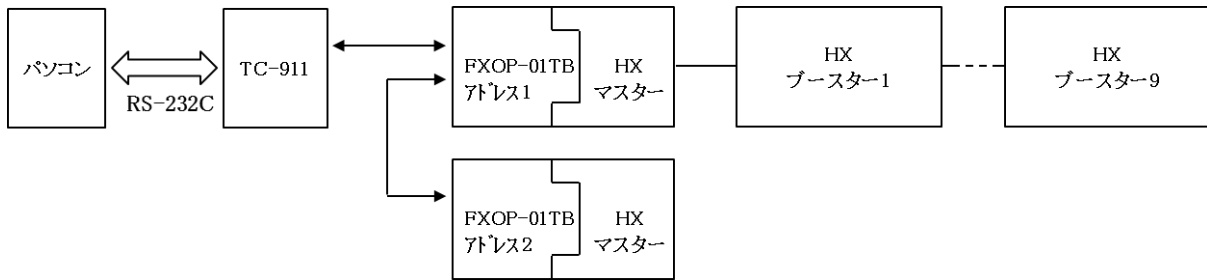 パソコン
RS-232C
TC-911
FXOP-01TB
アドレス1
HX
マスター
HX
ブースター1
HX
ブースター9
FXOP-01TB
アドレス2
HX
マスター